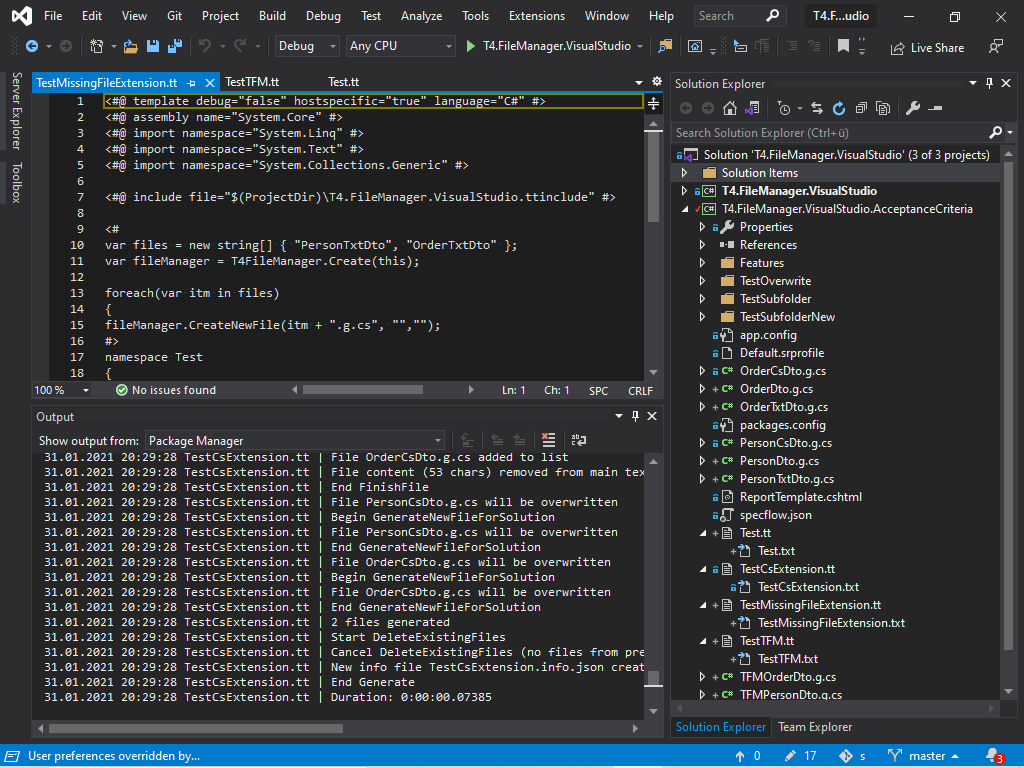 File Edit View Git Project Build Debug Test Analyze Tools Extensions Window Help Search T4.F...udio
Debug Any CPU T4.FileManager.VisualStudio Live Share
Server Explorer
Toolbox
TestMissingFileExtension.tt TestTFM.tt Test.tt
1 <#@ template debug="false" hostspecific="true" language="C#" #>
2 <#@ assembly name="System.Core" #>
3 <#@ import namespace="System.Linq" #>
4 <#@ import namespace="System.Text" #>
5 <#@ import namespace="System.Collections.Generic" #>
6
7 <#@ include file="$(ProjectDir)\T4.FileManager.VisualStudio.ttinclude" #>
8
9 <#
10 var files = new string[] { "PersonTxtDto", "OrderTxtDto" };
11 var fileManager = T4FileManager.Create(this);
12
13 foreach(var itm in files)
14 {
15 fileManager.CreateNewFile(itm + ".g.cs", "","");
16 #>
17 namespace Test
18 {
100 % No issues found Ln: 1 Ch: 1 SPC CRLF
Output
Show output from: Package Manager
31.01.2021 20:29:28 TestCsExtension.tt | File OrderCsDto.g.cs added to list
31.01.2021 20:29:28 TestCsExtension.tt | File content (53 chars) removed from main tex
31.01.2021 20:29:28 TestCsExtension.tt | End FinishFile
31.01.2021 20:29:28 TestCsExtension.tt | File PersonCsDto.g.cs will be overwritten
31.01.2021 20:29:28 TestCsExtension.tt | Begin GenerateNewFileForSolution
31.01.2021 20:29:28 TestCsExtension.tt | File PersonCsDto.g.cs will be overwritten
31.01.2021 20:29:28 TestCsExtension.tt | End GenerateNewFileForSolution
31.01.2021 20:29:28 TestCsExtension.tt | File OrderCsDto.g.cs will be overwritten
31.01.2021 20:29:28 TestCsExtension.tt | Begin GenerateNewFileForSolution
31.01.2021 20:29:28 TestCsExtension.tt | File OrderCsDto.g.cs will be overwritten
31.01.2021 20:29:28 TestCsExtension.tt | End GenerateNewFileForSolution
31.01.2021 20:29:28 TestCsExtension.tt | 2 files generated
31.01.2021 20:29:28 TestCsExtension.tt | Start DeleteExistingFiles
31.01.2021 20:29:28 TestCsExtension.tt | Cancel DeleteExistingFiles (no files from pre
31.01.2021 20:29:28 TestCsExtension.tt | New info file TestCsExtension.info.json creat
31.01.2021 20:29:28 TestCsExtension.tt | End Generate
31.01.2021 20:29:28 TestCsExtension.tt | Duration: 0:00:00.07385
Solution Explorer
Search Solution Explorer (Ctrl+ü)
Solution 'T4.FileManager.VisualStudio' (3 of 3 projects)
Solution Items
C# T4.FileManager.VisualStudio
C# T4.FileManager.VisualStudio.AcceptanceCriteria
Properties
References
Features
TestOverwrite
TestSubfolder
TestSubfolderNew
app.config
Default.srprofile
C# OrderCsDto.g.cs
C# OrderDto.g.cs
C# OrderTxtDto.g.cs
packages.config
C# PersonCsDto.g.cs
C# PersonDto.g.cs
C# PersonTxtDto.g.cs
ReportTemplate.cshtml
specflow.json
Test.tt
Test.txt
TestCsExtension.tt
TestCsExtension.txt
TestMissingFileExtension.tt
TestMissingFileExtension.txt
TestTFM.tt
TestTFM.txt
C# TFMOrderDto.g.cs
C# TFMPersonDto.g.cs
Solution Explorer Team Explorer
User preferences overridden by... 0 17 s master 3